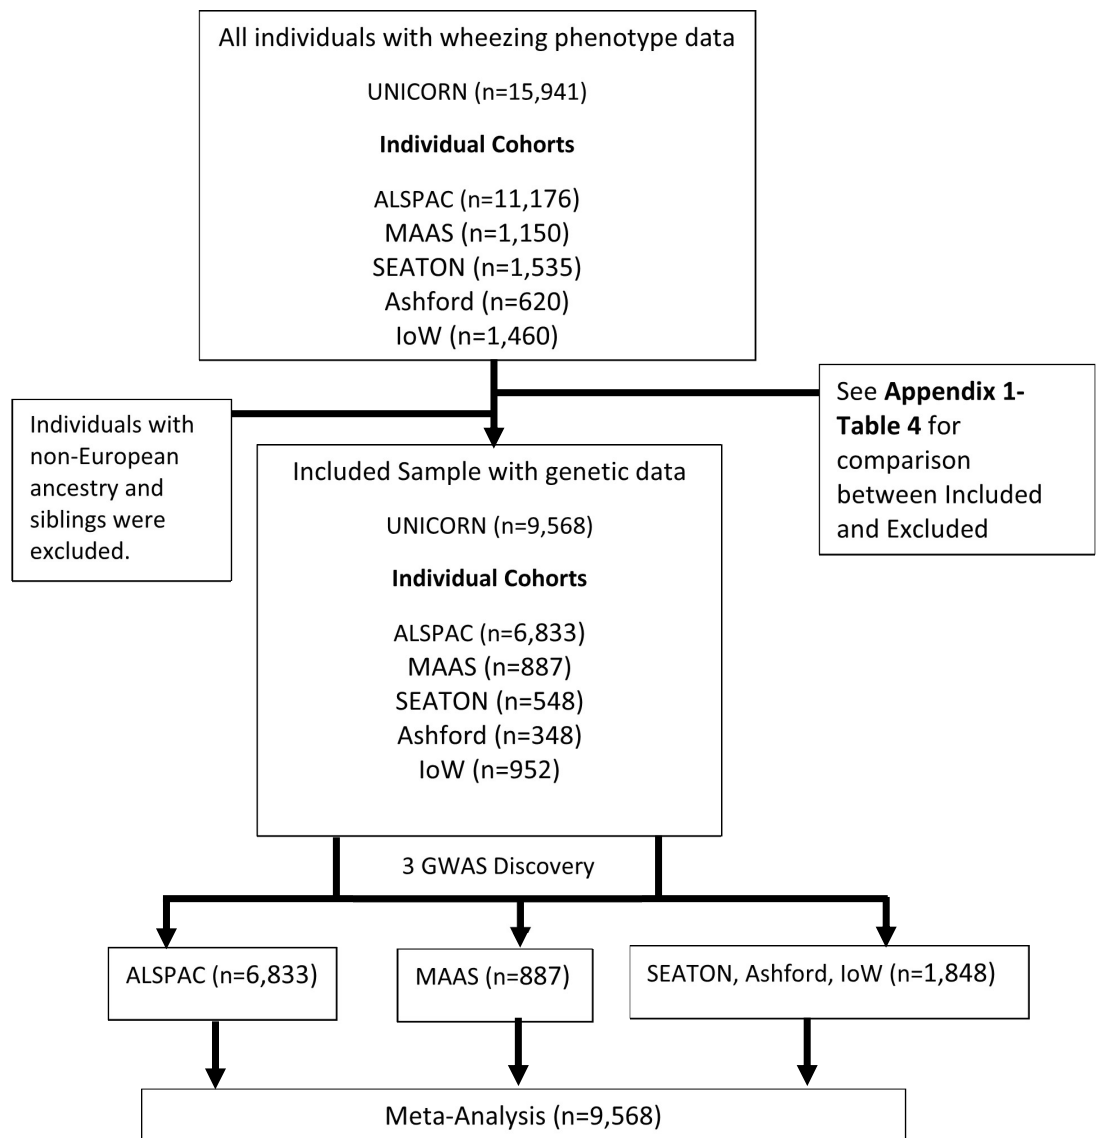 All individuals with wheezing phenotype data
UNICORN (n=15,941)
Individual Cohorts
ALSPAC (n=11,176)
MAAS (n=1,150)
SEATON (n=1,535)
Ashford (n=620)
IoW (n=1,460)
Individuals with
non-European
ancestry and
siblings were
excluded.
See Appendix 1-
Table 4 for
comparison
between Included
and Excluded
Included Sample with genetic data
UNICORN (n=9,568)
Individual Cohorts
ALSPAC (n=6,833)
MAAS (n=887)
SEATON (n=548)
Ashford (n=348)
IoW (n=952)
3 GWAS Discovery
ALSPAC (n=6,833)
MAAS (n=887)
SEATON, Ashford, IoW (n=1,848)
Meta-Analysis (n=9,568)